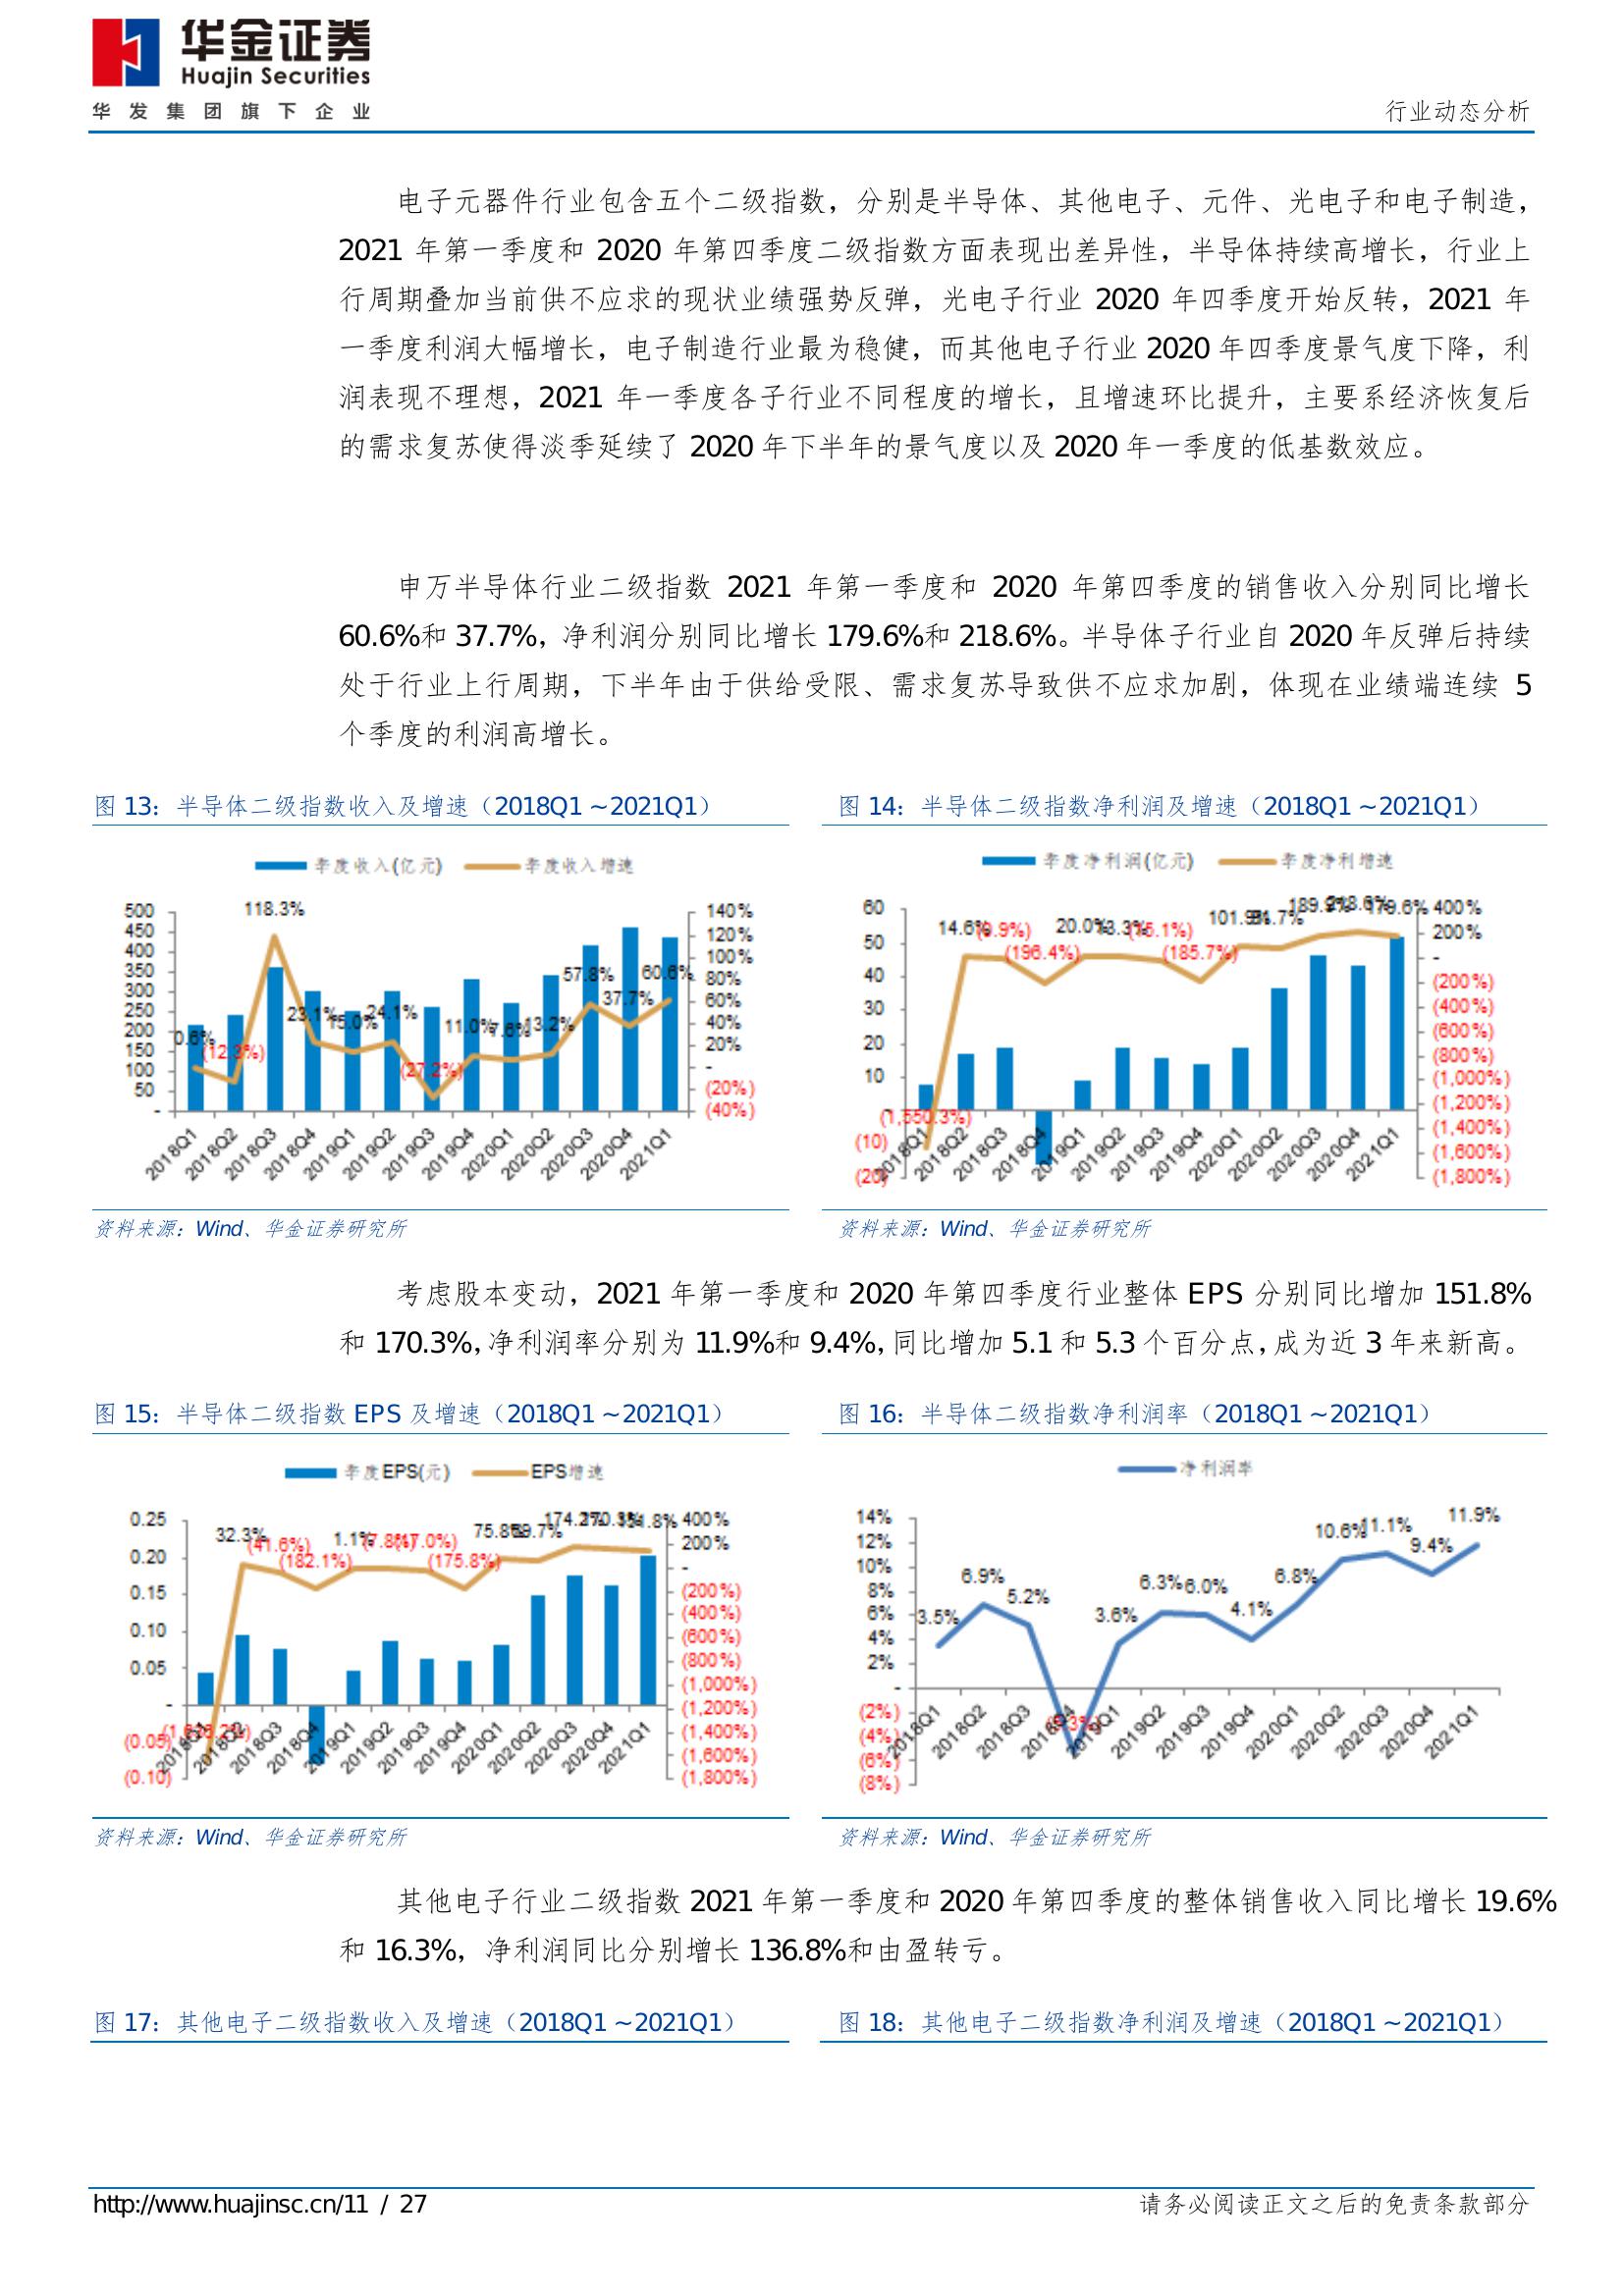 华金证券
Huajin Securities
华发集团旗下企业
行业动态分析
电子元器件行业包含五个二级指数，分别是半导体、其他电子、元件、光电子和电子制造，
2021 年第一季度和 2020 年第四季度二级指数方面表现出差异性，半导体持续高增长，行业上
行周期叠加当前供不应求的现状业绩强势反弹，光电子行业 2020 年四季度开始反转，2021 年
一季度利润大幅增长，电子制造行业最为稳健，而其他电子行业 2020 年四季度景气度下降，利
润表现不理想，2021 年一季度各子行业不同程度的增长，且增速环比提升，主要系经济恢复后
的需求复苏使得淡季延续了 2020 年下半年的景气度以及 2020 年一季度的低基数效应。
申万半导体行业二级指数 2021 年第一季度和 2020 年第四季度的销售收入分别同比增长
60.6%和 37.7%，净利润分别同比增长 179.6%和 218.6%。半导体子行业自 2020 年反弹后持续
处于行业上行周期，下半年由于供给受限、需求复苏导致供不应求加剧，体现在业绩端连续 5
个季度的利润高增长。
图 13：半导体二级指数收入及增速（2018Q1～2021Q1）
季度收入(亿元) 季度收入增速
500
450
400
350
300
250
200
150
100
50
-
140%
120%
100%
80%
60%
40%
20%
-
(20%)
(40%)
0.6% (12.3%) 118.3% 23.1% 15.0% 24.1% (27.2%) 11.0% 7.6% 13.2% 57.8% 37.7% 60.6%
2018Q1 2018Q2 2018Q3 2018Q4 2019Q1 2019Q2 2019Q3 2019Q4 2020Q1 2020Q2 2020Q3 2020Q4 2021Q1
图 14：半导体二级指数净利润及增速（2018Q1～2021Q1）
季度净利润(亿元) 季度净利增速
60
50
40
30
20
10
(10)
(20)
400%
200%
-
(200%)
(400%)
(600%)
(800%)
(1,000%)
(1,200%)
(1,400%)
(1,600%)
(1,800%)
(1,550.3%) 14.6% (196.4%) 20.0% (185.7%) 101.9% 218.6% 179.6%
2018Q1 2018Q2 2018Q3 2018Q4 2019Q1 2019Q2 2019Q3 2019Q4 2020Q1 2020Q2 2020Q3 2020Q4 2021Q1
资料来源：Wind、华金证券研究所
资料来源：Wind、华金证券研究所
考虑股本变动，2021 年第一季度和 2020 年第四季度行业整体 EPS 分别同比增加 151.8%
和 170.3%，净利润率分别为 11.9%和 9.4%，同比增加 5.1 和 5.3 个百分点，成为近 3 年来新高。
图 15：半导体二级指数 EPS 及增速（2018Q1～2021Q1）
季度EPS(元) EPS增速
0.25
0.20
0.15
0.10
0.05
-
(0.05)
(0.10)
400%
200%
-
(200%)
(400%)
(600%)
(800%)
(1,000%)
(1,200%)
(1,400%)
(1,600%)
(1,800%)
32.3% (41.6%) (182.1%) 1.1% (175.8%) 170.3% 151.8%
2018Q1 2018Q2 2018Q3 2018Q4 2019Q1 2019Q2 2019Q3 2019Q4 2020Q1 2020Q2 2020Q3 2020Q4 2021Q1
图 16：半导体二级指数净利润率（2018Q1～2021Q1）
净利润率
14%
12%
10%
8%
6%
4%
2%
-
(2%)
(4%)
(6%)
(8%)
3.5% 6.9% 5.2% 3.6% 6.3% 6.0% 4.1% 6.8% 10.6% 11.1% 9.4% 11.9%
2018Q1 2018Q2 2018Q3 2018Q4 2019Q1 2019Q2 2019Q3 2019Q4 2020Q1 2020Q2 2020Q3 2020Q4 2021Q1
资料来源：Wind、华金证券研究所
资料来源：Wind、华金证券研究所
其他电子行业二级指数 2021 年第一季度和 2020 年第四季度的整体销售收入同比增长 19.6%
和 16.3%，净利润同比分别增长 136.8%和由盈转亏。
图 17：其他电子二级指数收入及增速（2018Q1～2021Q1）
图 18：其他电子二级指数净利润及增速（2018Q1～2021Q1）
http://www.huajinsc.cn/11 / 27
请务必阅读正文之后的免责条款部分